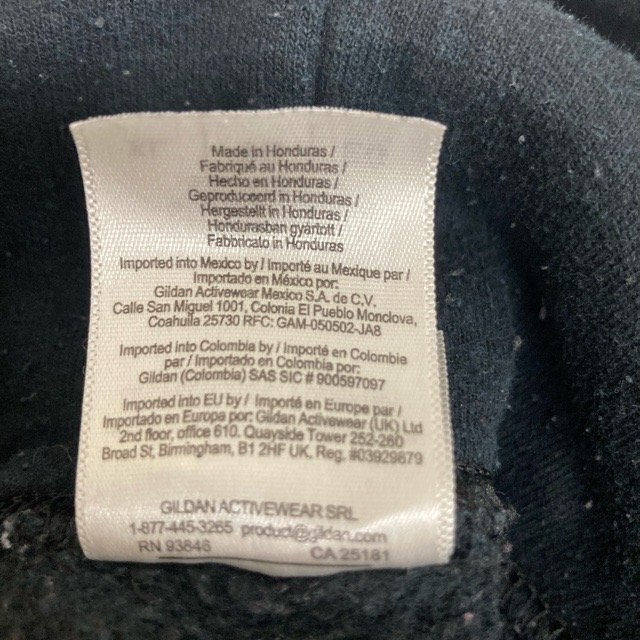 Made in Honduras /
Fabriqué au Honduras /
Hecho en Honduras /
Geproduceerd in Honduras /
Hergestellt in Honduras /
Hondurasban gyártott /
Fabbricato in Honduras
Imported into Mexico by / Importé au Mexique par /
Importado en México por:
Gildan Activewear Mexico S.A. de C.V.
Calle San Miguel 1001, Colonia El Pueblo Monclova,
Coahuila 25730 RFC: GAM-050502-JA8
Imported into Colombia by / Importé en Colombie
par / Importado en Colombia por:
Gildan (Colombia) SAS SIC # 900597097
Imported into EU by / Importé en Europe par /
Importado en Europa por: Gildan Activewear (UK) Ltd
2nd floor, office 610, Quayside Tower 252-260
Broad St. Birmingham, B1 2HF UK, Reg. #03929879
GILDAN ACTIVEWEAR SRL
1-877-445-3265 product@gildan.com
RN 93846 CA 25181